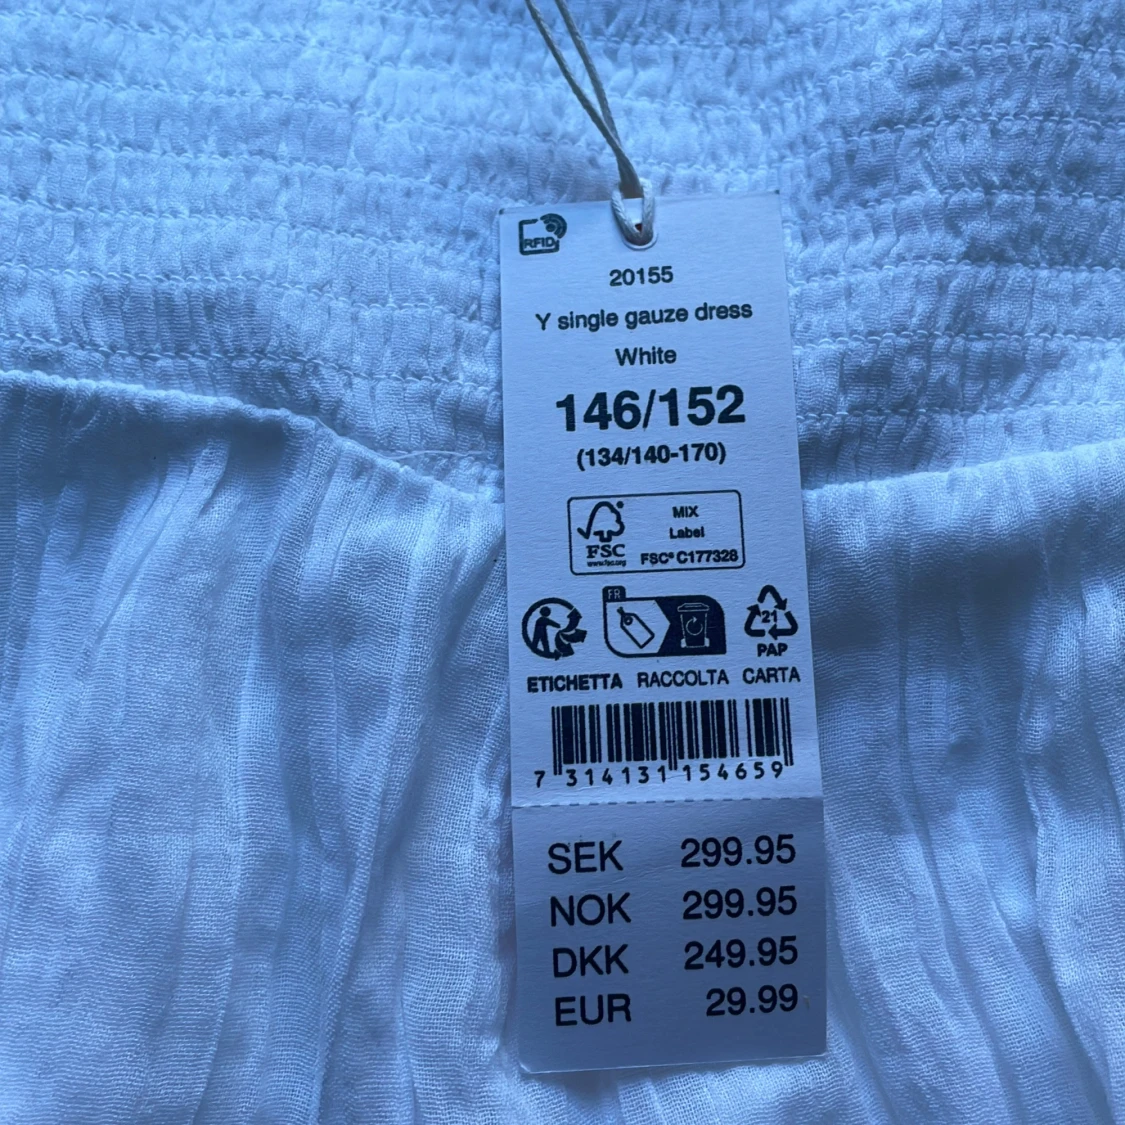 RFID
20155
Y single gauze dress
White
146/152
(134/140-170)
FSC
www.fsc.org
MIX
Label
FSC® C177328
FR
21
PAP
ETICHETTA RACCOLTA CARTA
7 314131 154659
SEK 299.95
NOK 299.95
DKK 249.95
EUR 29.99